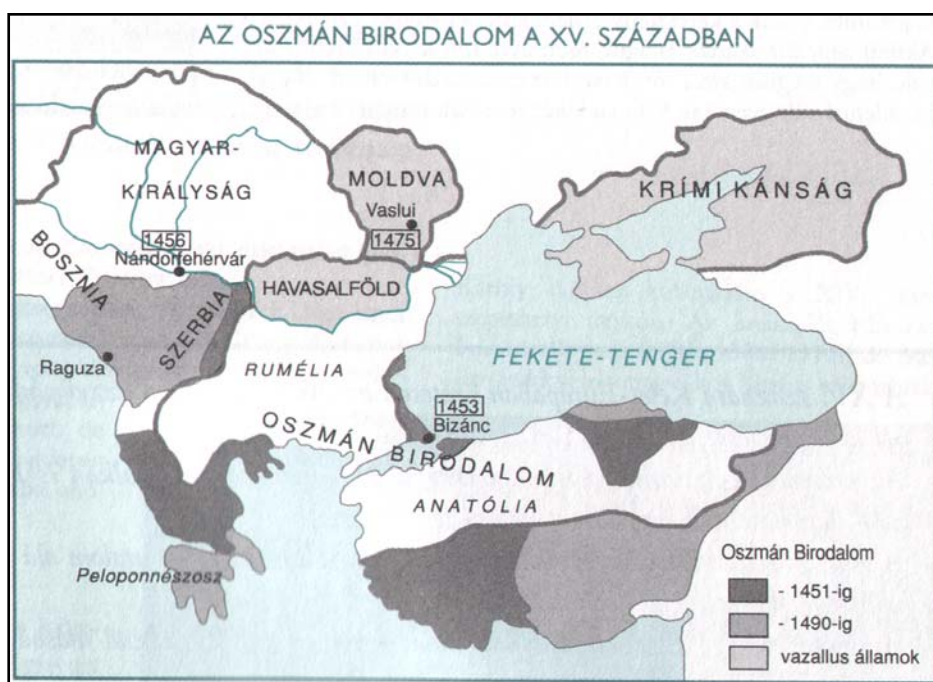 AZ OSZMÁN BIRODALOM A XV. SZÁZADBAN
MAGYAR-
KIRÁLYSÁG
MOLDVA
Vaslui
1475
KRÍMI KÁNSÁG
1456
Nándorfehérvár
BOSZNIA
SZERBIA
HAVASALFÖLD
Raguza
RUMÉLIA
FEKETE-TENGER
1453
Bizánc
OSZMÁN BIRODALOM
ANATÓLIA
Peloponnészosz
Oszmán Birodalom
- 1451-ig
- 1490-ig
vazallus államok